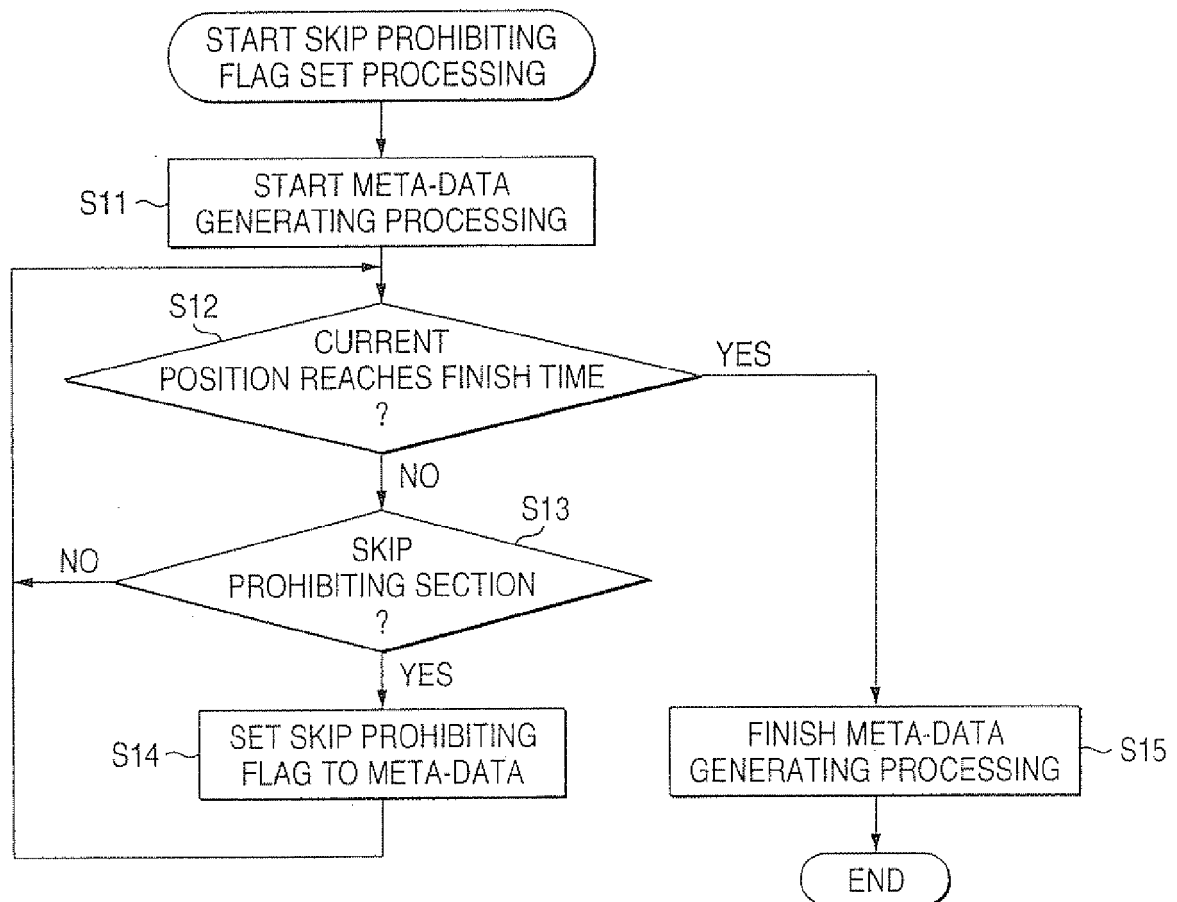 START SKIP PROHIBITING
FLAG SET PROCESSING
S11
START META-DATA
GENERATING PROCESSING
S12
CURRENT
POSITION REACHES FINISH TIME
?
YES
NO
S13
SKIP
PROHIBITING SECTION
?
NO
YES
S14
SET SKIP PROHIBITING
FLAG TO META-DATA
FINISH META-DATA
GENERATING PROCESSING
S15
END